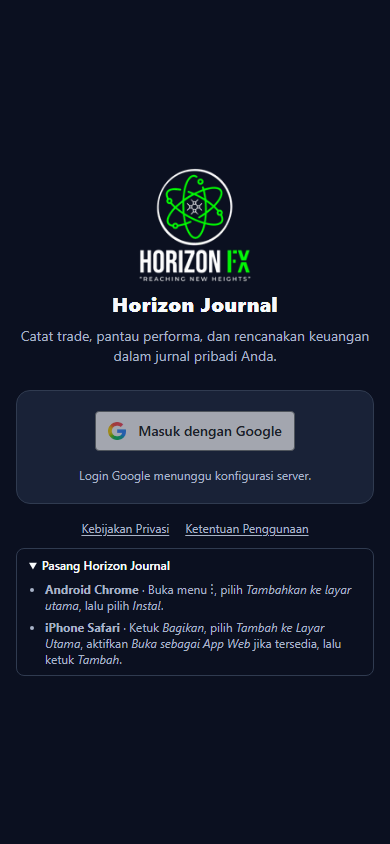 HORIZON FX
"REACHING NEW HEIGHTS"
Horizon Journal
Catat trade, pantau performa, dan rencanakan keuangan
dalam jurnal pribadi Anda.
Masuk dengan Google
Login Google menunggu konfigurasi server.
Kebijakan Privasi Ketentuan Penggunaan
▼ Pasang Horizon Journal
• Android Chrome · Buka menu ⋮, pilih Tambahkan ke layar
utama, lalu pilih Instal.
• iPhone Safari · Ketuk Bagikan, pilih Tambah ke Layar
Utama, aktifkan Buka sebagai App Web jika tersedia, lalu
ketuk Tambah.